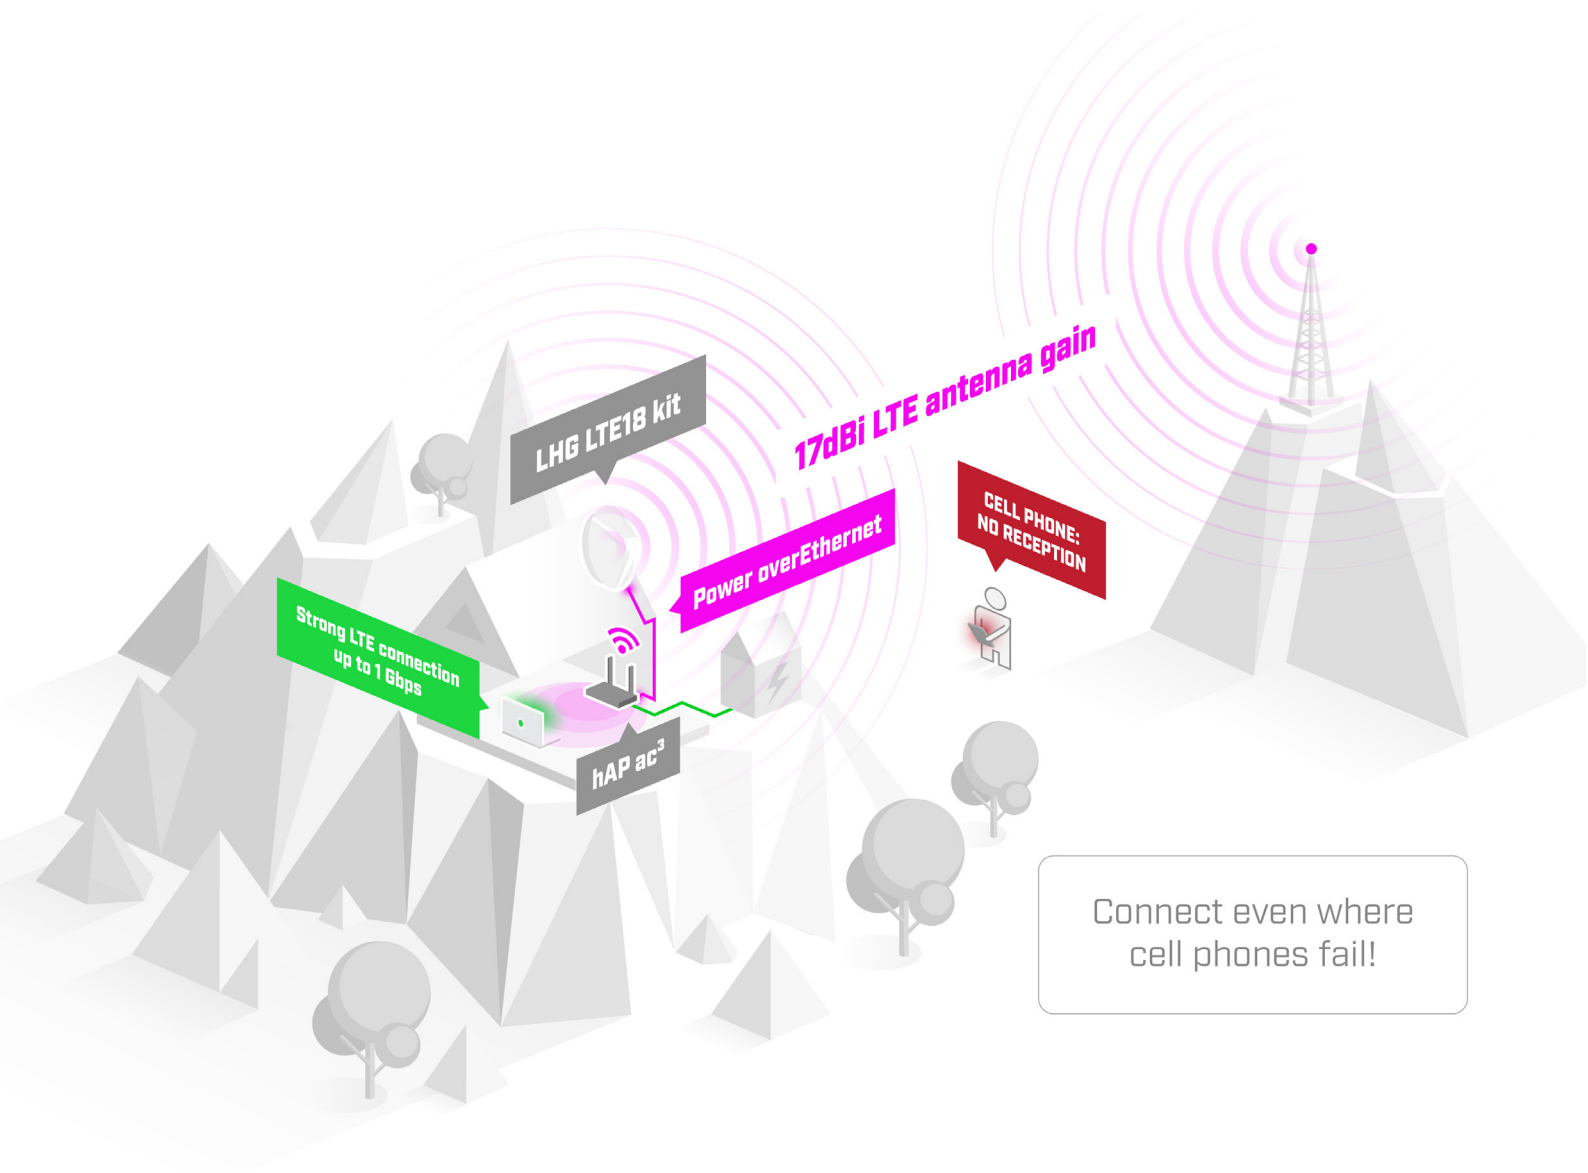 17dBi LTE antenna gain
LHG LTE18 kit
CELL PHONE:
NO RECEPTION
Power overEthernet
Strong LTE connection
up to 1 Gbps
hAP ac³
Connect even where
cell phones fail!